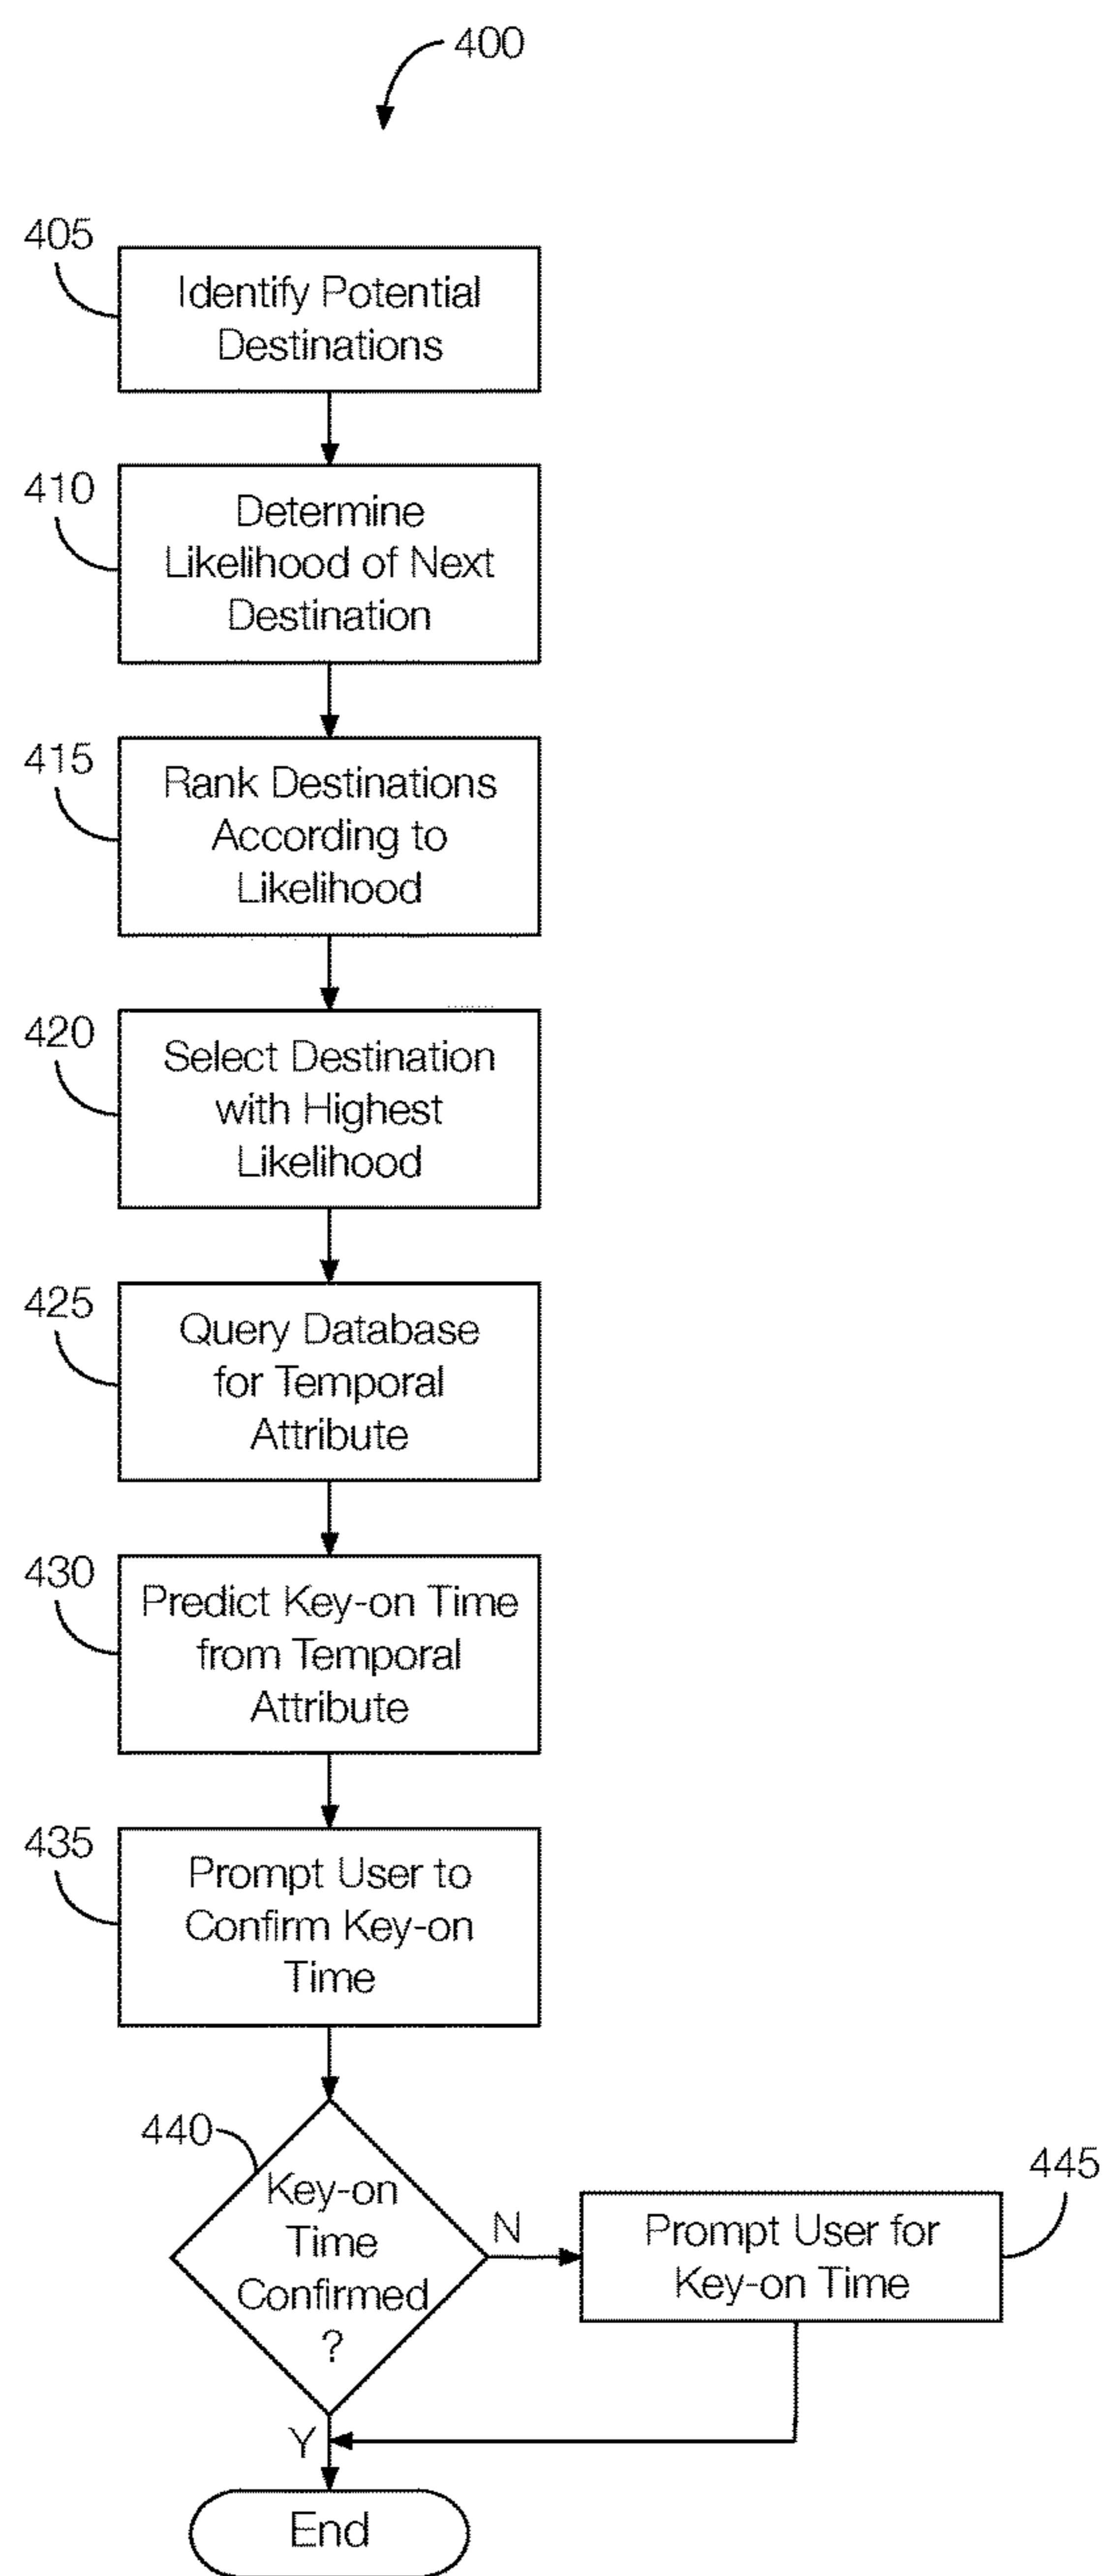 400
405
Identify Potential
Destinations
410
Determine
Likelihood of Next
Destination
415
Rank Destinations
According to
Likelihood
420
Select Destination
with Highest
Likelihood
425
Query Database
for Temporal
Attribute
430
Predict Key-on Time
from Temporal
Attribute
435
Prompt User to
Confirm Key-on
Time
440
Key-on
Time
Confirmed
?
N
445
Prompt User for
Key-on Time
Y
End